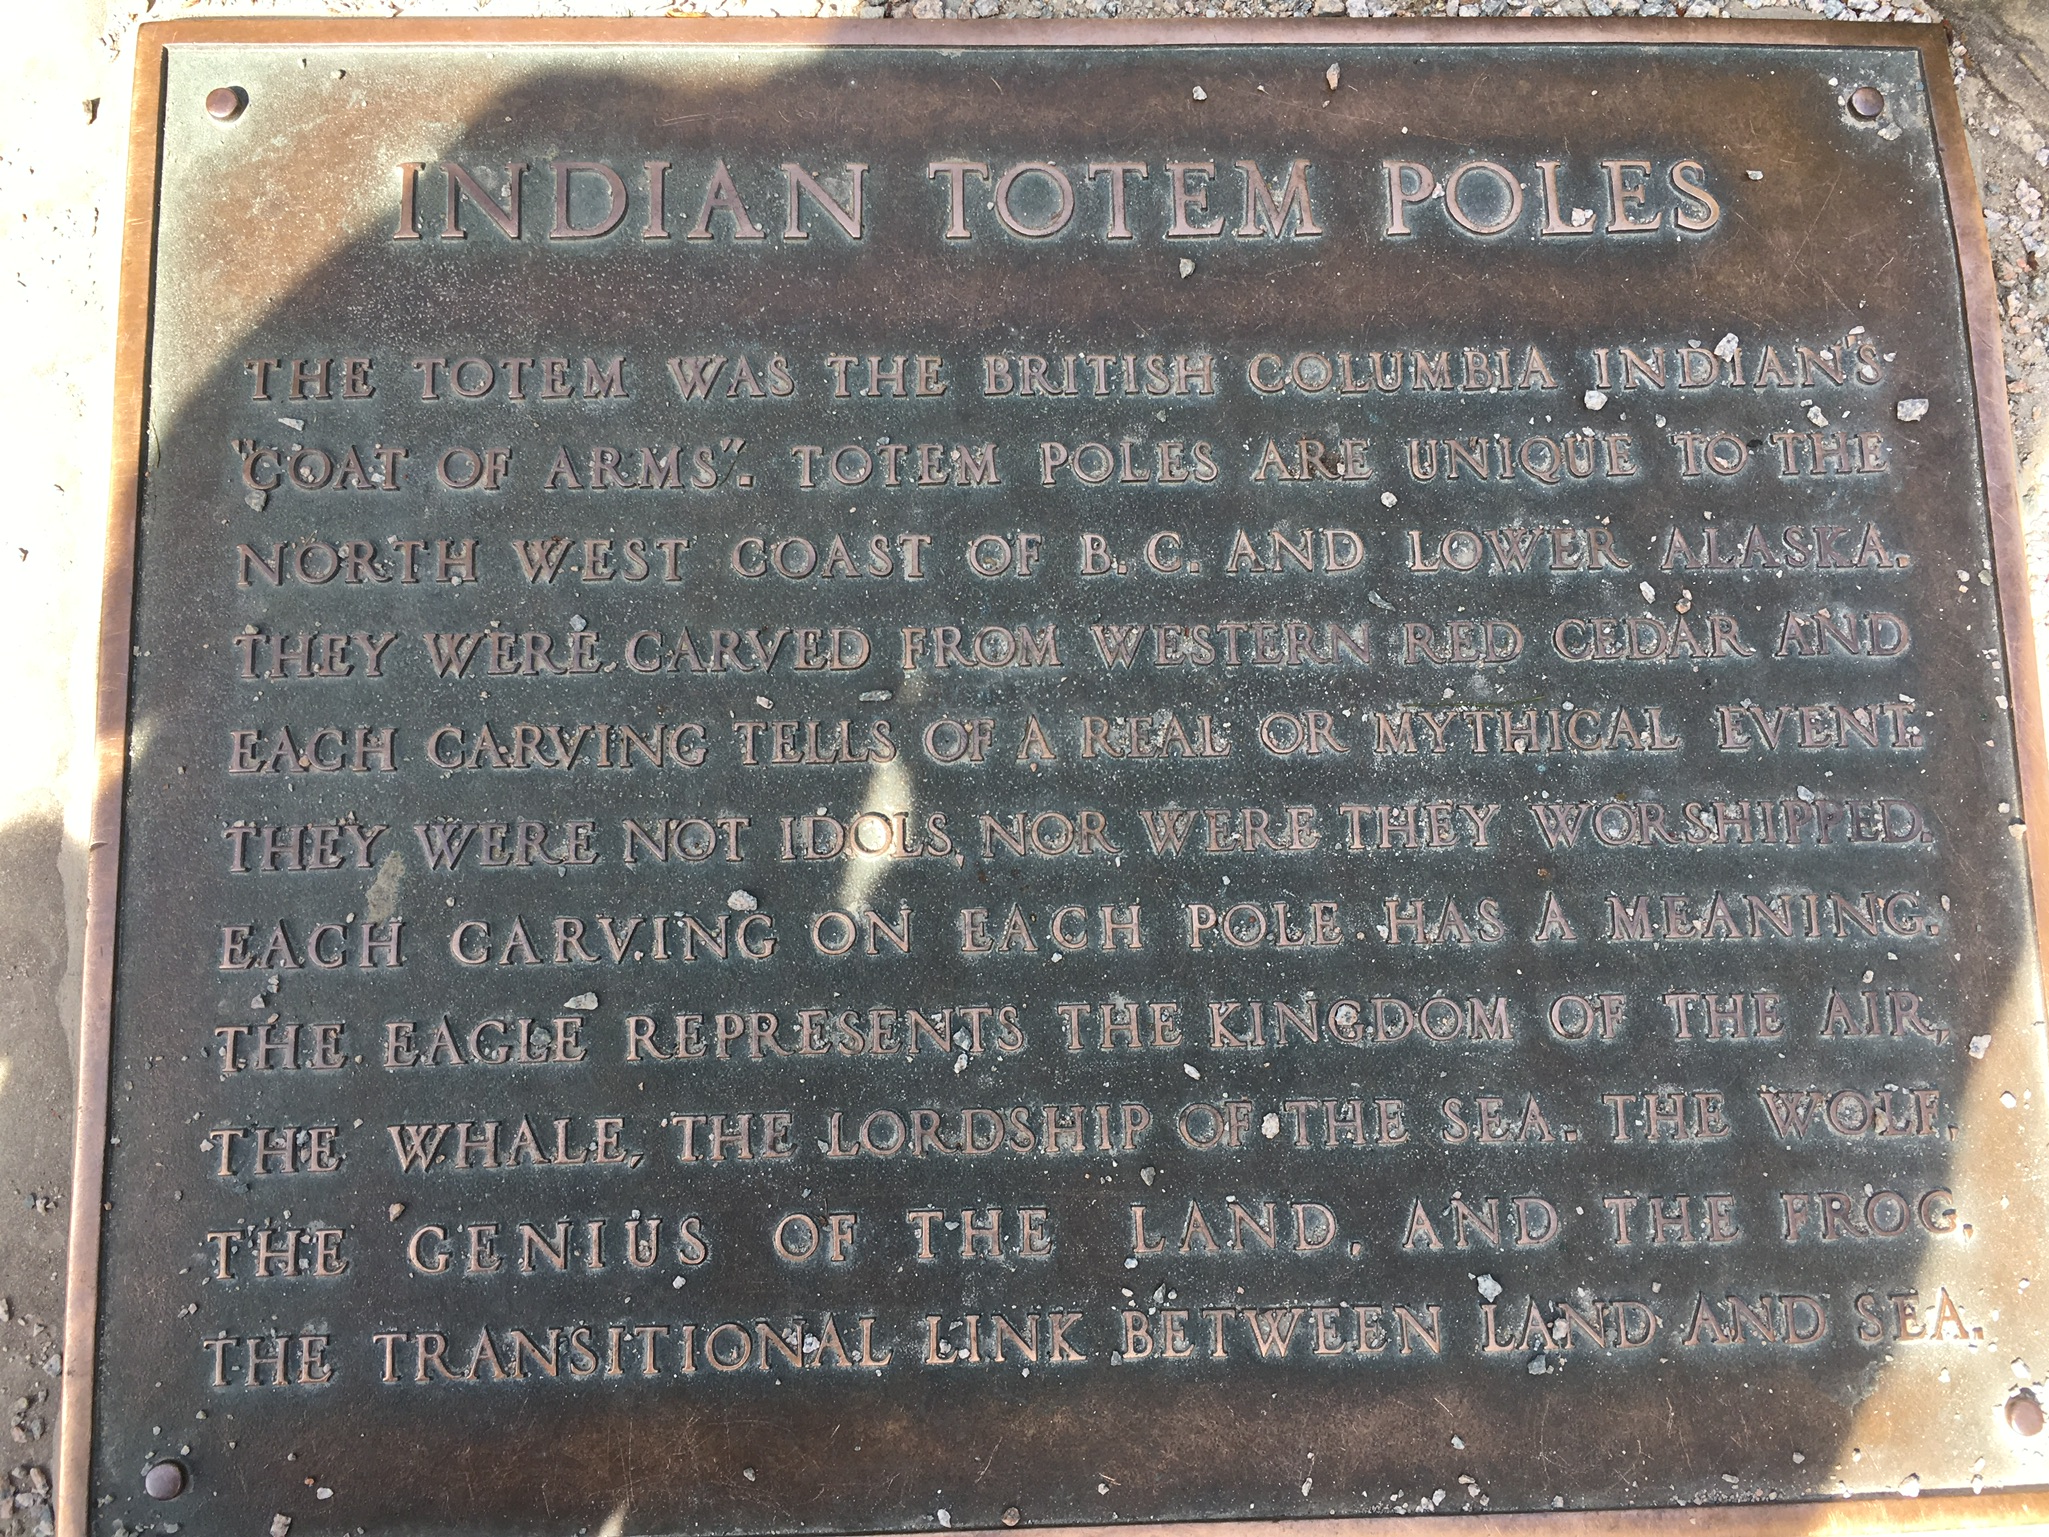 INDIAN TOTEM POLES
THE TOTEM WAS THE BRITISH COLUMBIA INDIAN'S
"COAT OF ARMS". TOTEM POLES ARE UNIQUE TO THE
NORTH WEST COAST OF B.C. AND LOWER ALASKA.
THEY WERE CARVED FROM WESTERN RED CEDAR AND
EACH CARVING TELLS OF A REAL OR MYTHICAL EVENT.
THEY WERE NOT IDOLS, NOR WERE THEY WORSHIPPED.
EACH CARVING ON EACH POLE HAS A MEANING.
THE EAGLE REPRESENTS THE KINGDOM OF THE AIR,
THE WHALE, THE LORDSHIP OF THE SEA. THE WOLF,
THE GENIUS OF THE LAND, AND THE FROG,
THE TRANSITIONAL LINK BETWEEN LAND AND SEA.